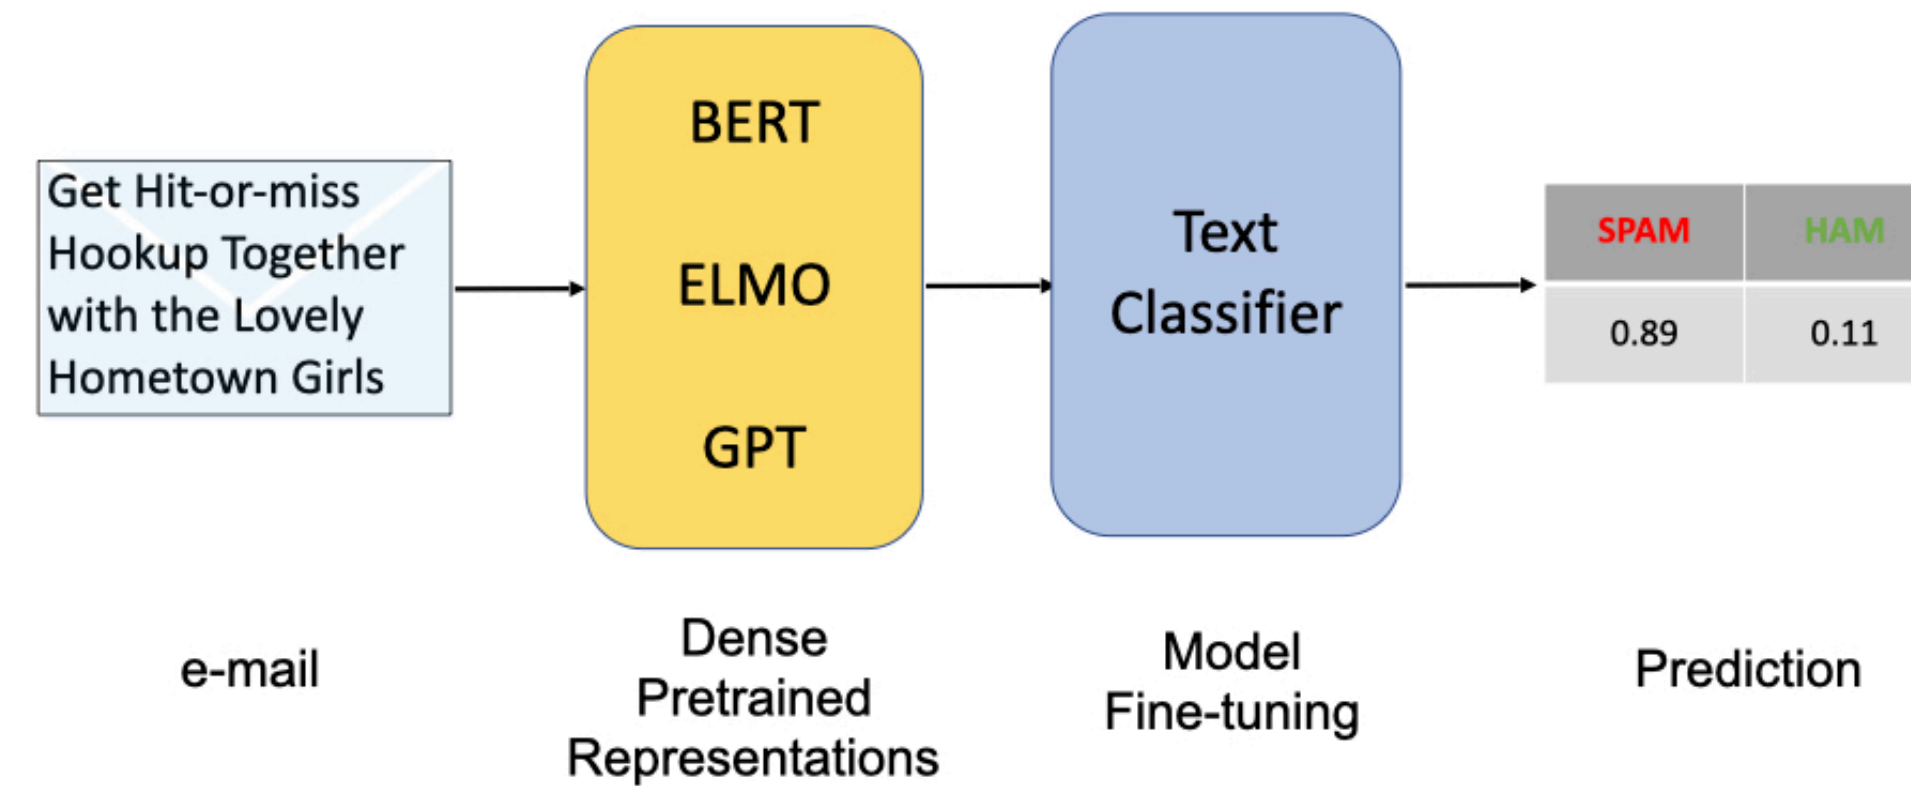 Get Hit-or-miss
Hookup Together
with the Lovely
Hometown Girls
BERT
ELMO
GPT
Text
Classifier
SPAM HAM
0.89 0.11
e-mail
Dense
Pretrained
Representations
Model
Fine-tuning
Prediction